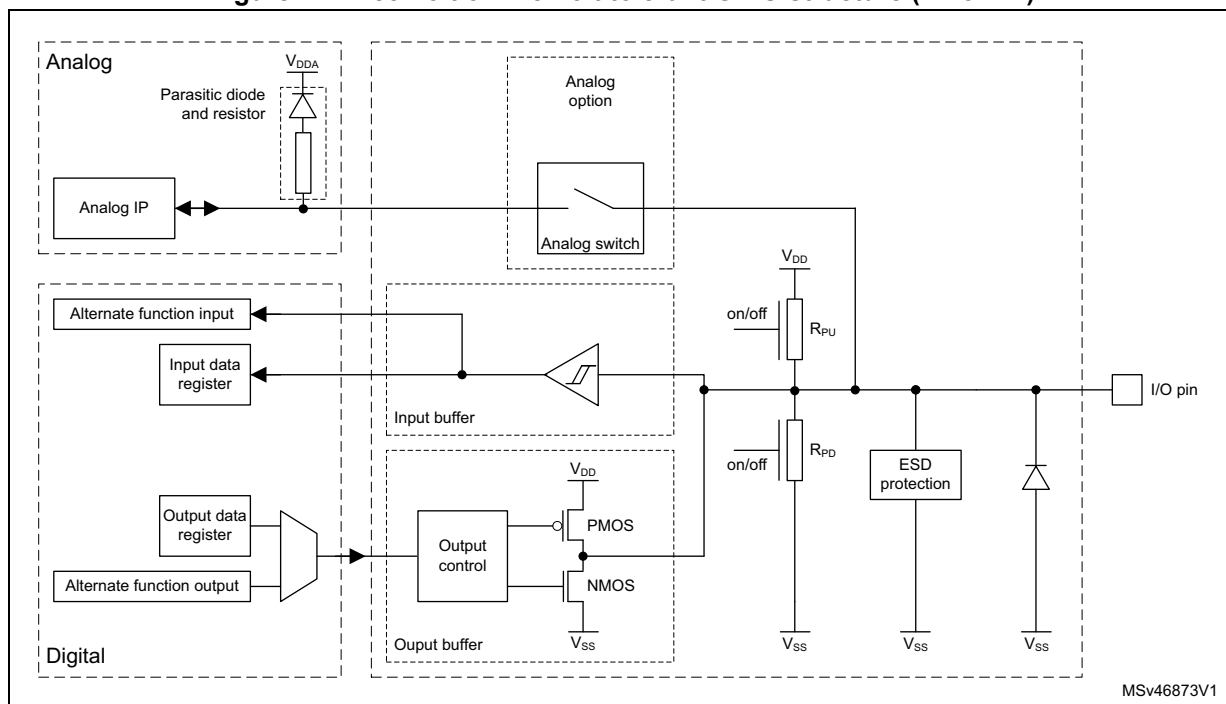 Analog
V_DDA
Parasitic diode
and resistor
Analog
option
Analog IP
Analog switch
V_DD
on/off
R_PU
Alternate function input
Input data
register
Input buffer
I/O pin
on/off
R_PD
ESD
protection
V_DD
Output data
register
Output
control
PMOS
NMOS
Alternate function output
V_SS
Ouput buffer
V_SS
V_SS
V_SS
Digital
MSv46873V1